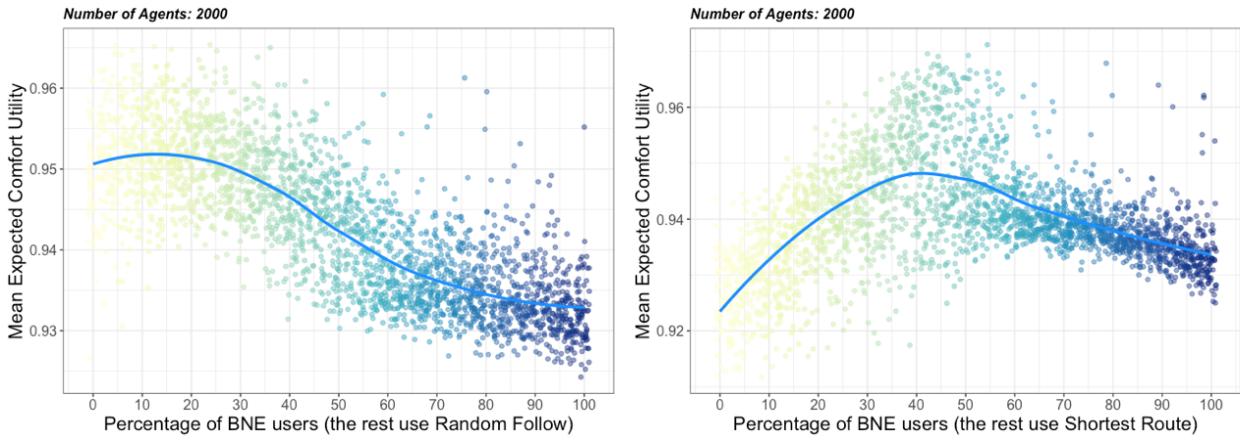 Number of Agents: 2000
Mean Expected Comfort Utility
0.96
0.95
0.94
0.93
0 10 20 30 40 50 60 70 80 90 100
Percentage of BNE users (the rest use Random Follow)
Number of Agents: 2000
Mean Expected Comfort Utility
0.96
0.94
0.92
0 10 20 30 40 50 60 70 80 90 100
Percentage of BNE users (the rest use Shortest Route)